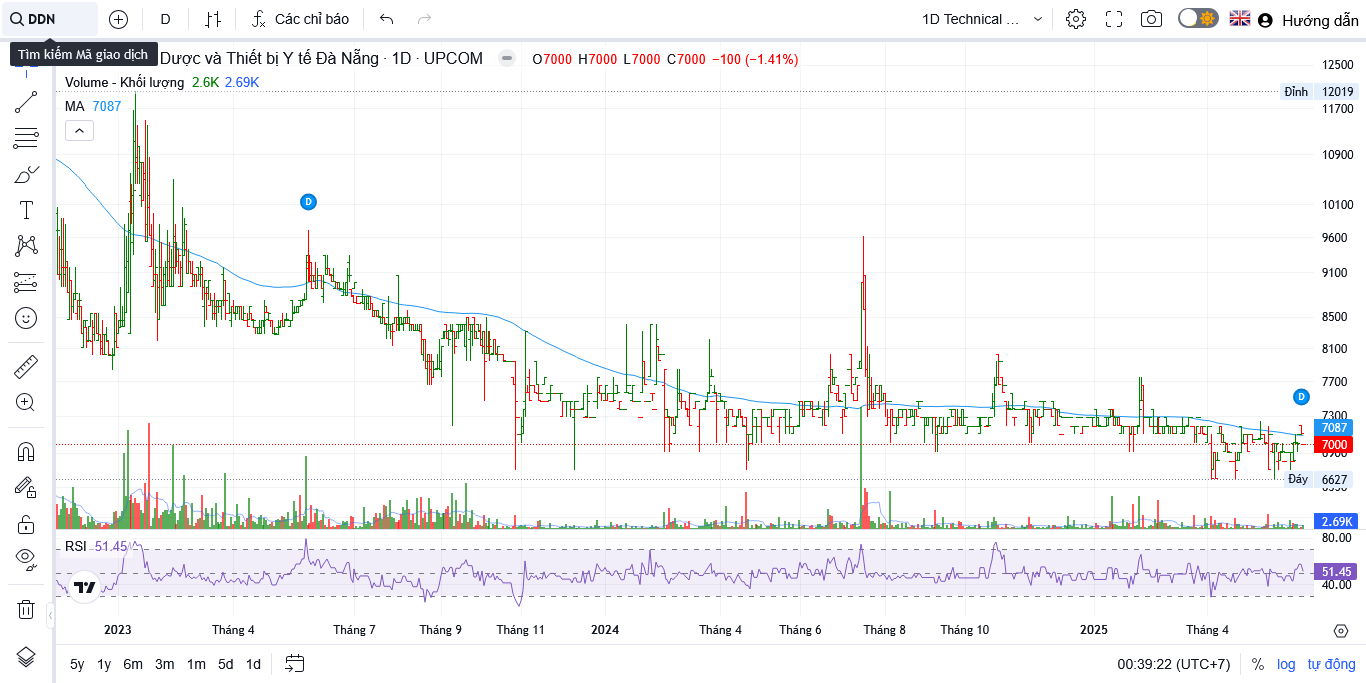 DDN
D
Các chỉ báo
1D Technical ...
Hướng dẫn
Tìm kiếm Mã giao dịch
Dược và Thiết bị Y tế Đà Nẵng · 1D · UPCOM
O7000 H7000 L7000 C7000 −100 (−1.41%)
Volume - Khối lượng 2.6K 2.69K
MA 7087
12500
Đỉnh 12019
11700
10900
10100
D
9600
9100
8500
8100
7700
D
7300
7087
7000
6900
Đáy 6627
2.69K
80.00
RSI 51.45
51.45
40.00
2023 Tháng 4 Tháng 7 Tháng 9 Tháng 11 2024 Tháng 4 Tháng 6 Tháng 8 Tháng 10 2025 Tháng 4
5y 1y 6m 3m 1m 5d 1d
00:39:22 (UTC+7) % log tự động